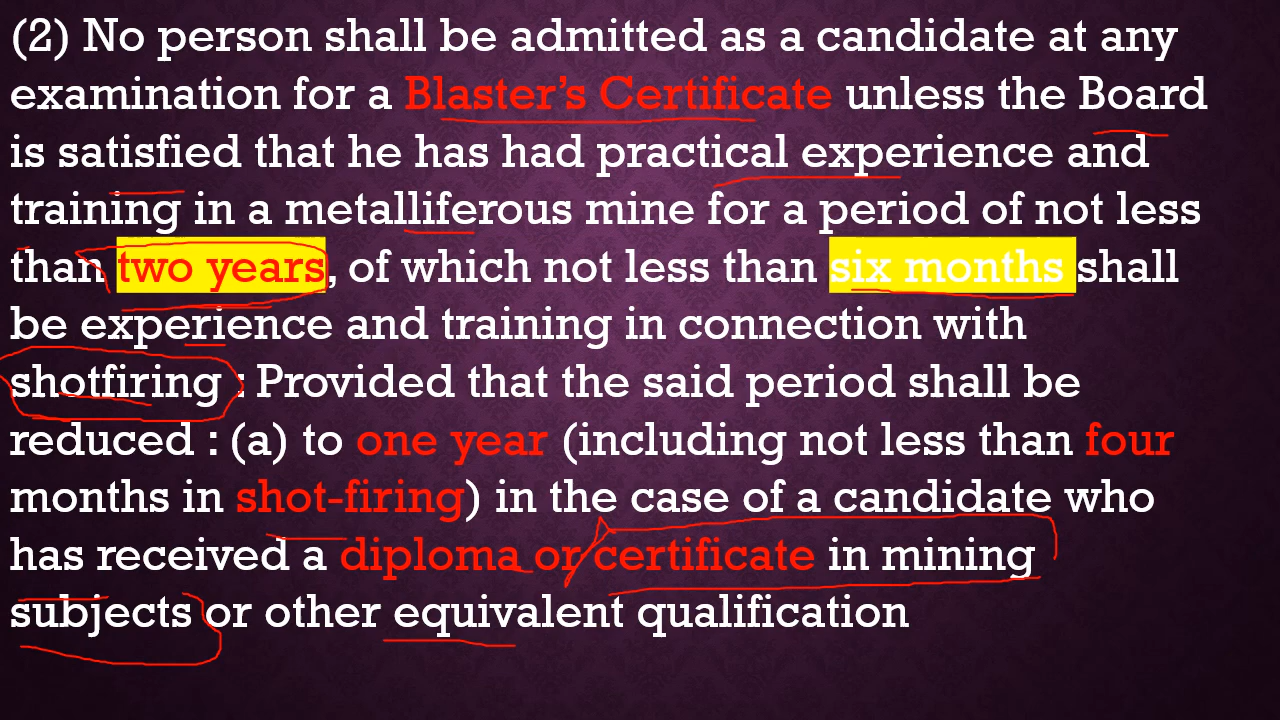 (2) No person shall be admitted as a candidate at any
examination for a Blaster's Certificate unless the Board
is satisfied that he has had practical experience and
training in a metalliferous mine for a period of not less
than two years, of which not less than six months shall
be experience and training in connection with
shotfiring : Provided that the said period shall be
reduced : (a) to one year (including not less than four
months in shot-firing) in the case of a candidate who
has received a diploma or certificate in mining
subjects or other equivalent qualification